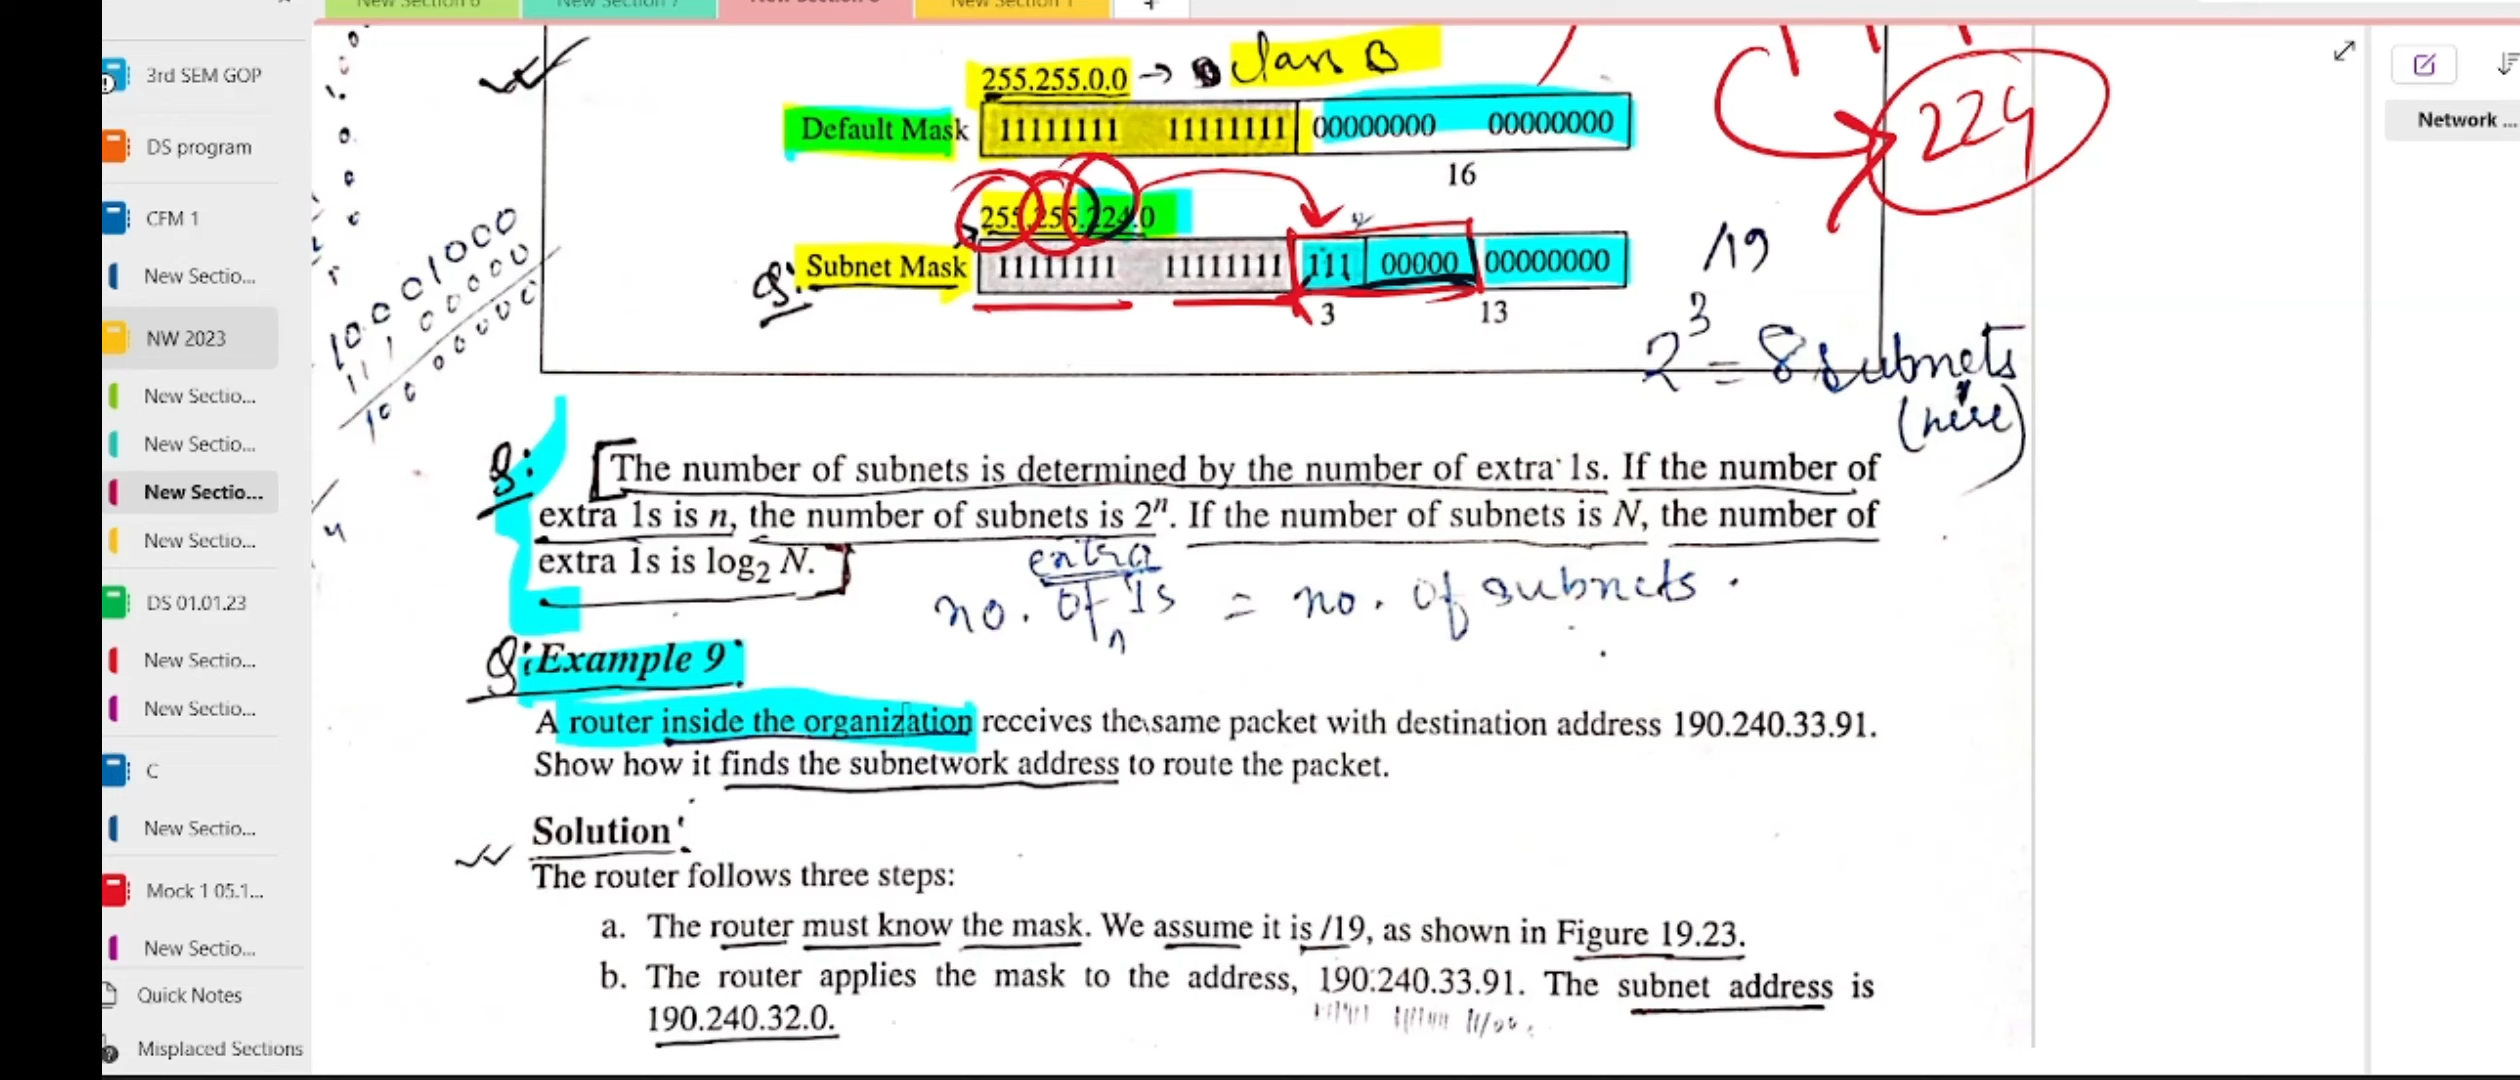 New Section 6
New Section 7
New Section 1
3rd SEM GOP
DS program
CFM 1
New Sectio...
NW 2023
New Sectio...
New Sectio...
New Sectio...
New Sectio...
DS 01.01.23
New Sectio...
New Sectio...
C
New Sectio...
Mock 1 05.1...
New Sectio...
Quick Notes
Misplaced Sections
Network ...
255.255.0.0 → Class B
Default Mask 11111111 11111111 00000000 00000000
16
224
255.255.224.0
Subnet Mask 11111111 11111111 111 00000 00000000
3 13
/19
2³ = 8 subnets
(here)
The number of subnets is determined by the number of extra 1s. If the number of
extra 1s is n, the number of subnets is 2ⁿ. If the number of subnets is N, the number of
extra 1s is log₂ N.
extra
no. of 1s = no. of subnets.
n
Example 9
A router inside the organization receives the same packet with destination address 190.240.33.91.
Show how it finds the subnetwork address to route the packet.
Solution
The router follows three steps:
a. The router must know the mask. We assume it is /19, as shown in Figure 19.23.
b. The router applies the mask to the address, 190.240.33.91. The subnet address is
190.240.32.0.